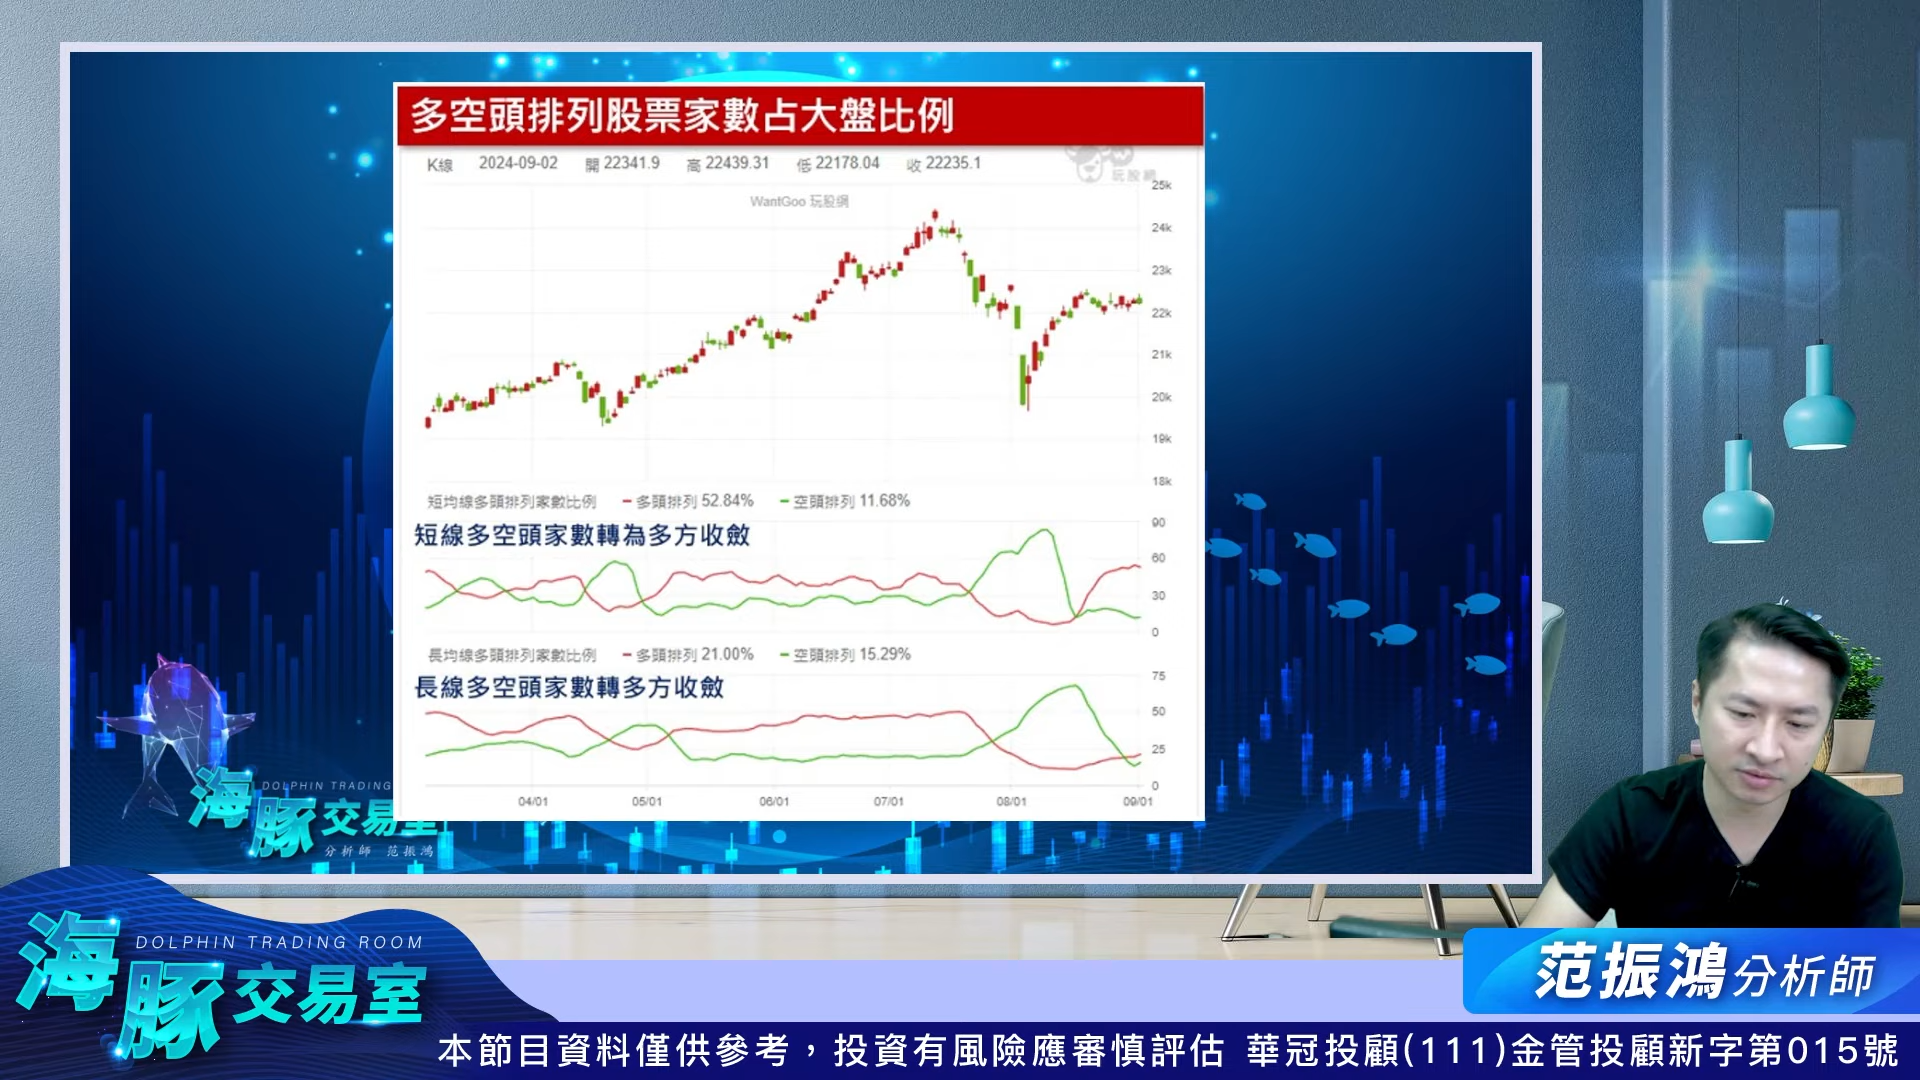 多空頭排列股票家數占大盤比例
K線 2024-09-02 開 22341.9 高 22439.31 低 22178.04 收 22235.1
玩股網
25k
WantGoo 玩股網
24k
23k
22k
21k
20k
19k
18k
短均線多頭排列家數比例 多頭排列 52.84% 空頭排列 11.68%
90
短線多空頭家數轉為多方收斂
60
30
0
長均線多頭排列家數比例 多頭排列 21.00% 空頭排列 15.29%
75
長線多空頭家數轉多方收斂
50
25
0
04/01 05/01 06/01 07/01 08/01 09/01
DOLPHIN TRADING
海豚交易室
分析師 范振鴻
DOLPHIN TRADING ROOM
海豚交易室
范振鴻分析師
本節目資料僅供參考，投資有風險應審慎評估 華冠投顧(111)金管投顧新字第015號